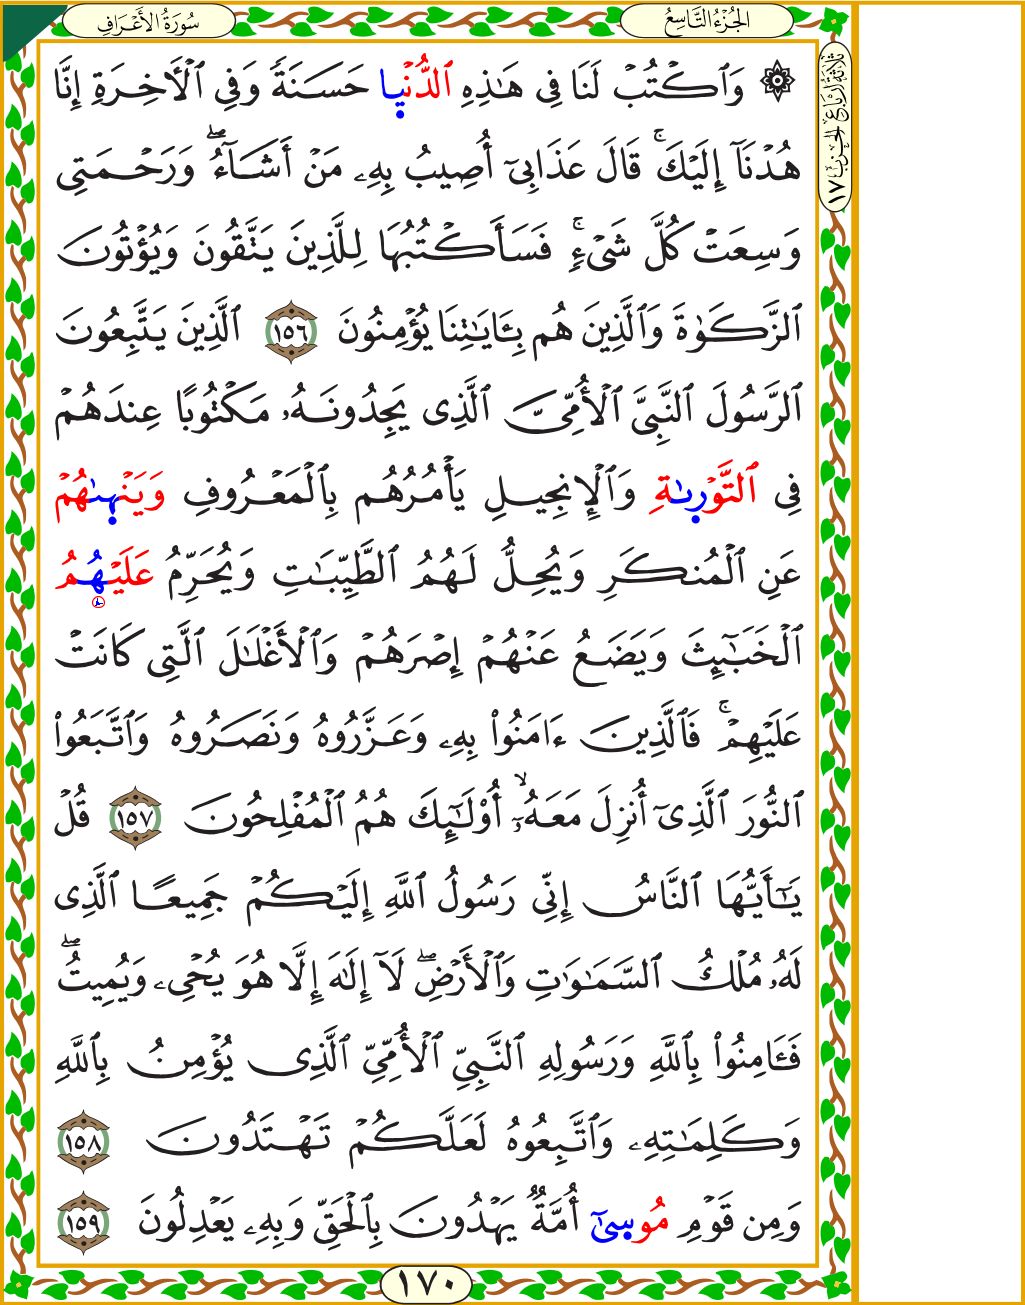 سُورَةُ الأَعْرَافِ
الجُزْءُ التَّاسِعُ
ثلاثة أرباع الحزب ١٧
۞ وَٱكۡتُبۡ لَنَا فِي هَٰذِهِ ٱلدُّنۡيَا حَسَنَةٗ وَفِي ٱلۡأٓخِرَةِ إِنَّا
هُدۡنَآ إِلَيۡكَۚ قَالَ عَذَابِيٓ أُصِيبُ بِهِۦ مَنۡ أَشَآءُۖ وَرَحۡمَتِي
وَسِعَتۡ كُلَّ شَيۡءٖۚ فَسَأَكۡتُبُهَا لِلَّذِينَ يَتَّقُونَ وَيُؤۡتُونَ
ٱلزَّكَوٰةَ وَٱلَّذِينَ هُم بِـَٔايَٰتِنَا يُؤۡمِنُونَ ١٥٦ ٱلَّذِينَ يَتَّبِعُونَ
ٱلرَّسُولَ ٱلنَّبِيَّ ٱلۡأُمِّيَّ ٱلَّذِي يَجِدُونَهُۥ مَكۡتُوبًا عِندَهُمۡ
فِي ٱلتَّوۡرَىٰةِ وَٱلۡإِنجِيلِ يَأۡمُرُهُم بِٱلۡمَعۡرُوفِ وَيَنۡهَىٰهُمۡ
عَنِ ٱلۡمُنكَرِ وَيُحِلُّ لَهُمُ ٱلطَّيِّبَٰتِ وَيُحَرِّمُ عَلَيۡهُمُ
ٱلۡخَبَٰٓئِثَ وَيَضَعُ عَنۡهُمۡ إِصۡرَهُمۡ وَٱلۡأَغۡلَٰلَ ٱلَّتِي كَانَتۡ
عَلَيۡهِمۡۚ فَٱلَّذِينَ ءَامَنُواْ بِهِۦ وَعَزَّرُوهُ وَنَصَرُوهُ وَٱتَّبَعُواْ
ٱلنُّورَ ٱلَّذِيٓ أُنزِلَ مَعَهُۥٓۙ أُوْلَٰٓئِكَ هُمُ ٱلۡمُفۡلِحُونَ ١٥٧ قُلۡ
يَٰٓأَيُّهَا ٱلنَّاسُ إِنِّي رَسُولُ ٱللَّهِ إِلَيۡكُمۡ جَمِيعًا ٱلَّذِي
لَهُۥ مُلۡكُ ٱلسَّمَٰوَٰتِ وَٱلۡأَرۡضِۖ لَآ إِلَٰهَ إِلَّا هُوَ يُحۡيِۦ وَيُمِيتُۖ
فَـَٔامِنُواْ بِٱللَّهِ وَرَسُولِهِ ٱلنَّبِيِّ ٱلۡأُمِّيِّ ٱلَّذِي يُؤۡمِنُ بِٱللَّهِ
وَكَلِمَٰتِهِۦ وَٱتَّبِعُوهُ لَعَلَّكُمۡ تَهۡتَدُونَ ١٥٨
وَمِن قَوۡمِ مُوسَىٰٓ أُمَّةٞ يَهۡدُونَ بِٱلۡحَقِّ وَبِهِۦ يَعۡدِلُونَ ١٥٩
١٧٠